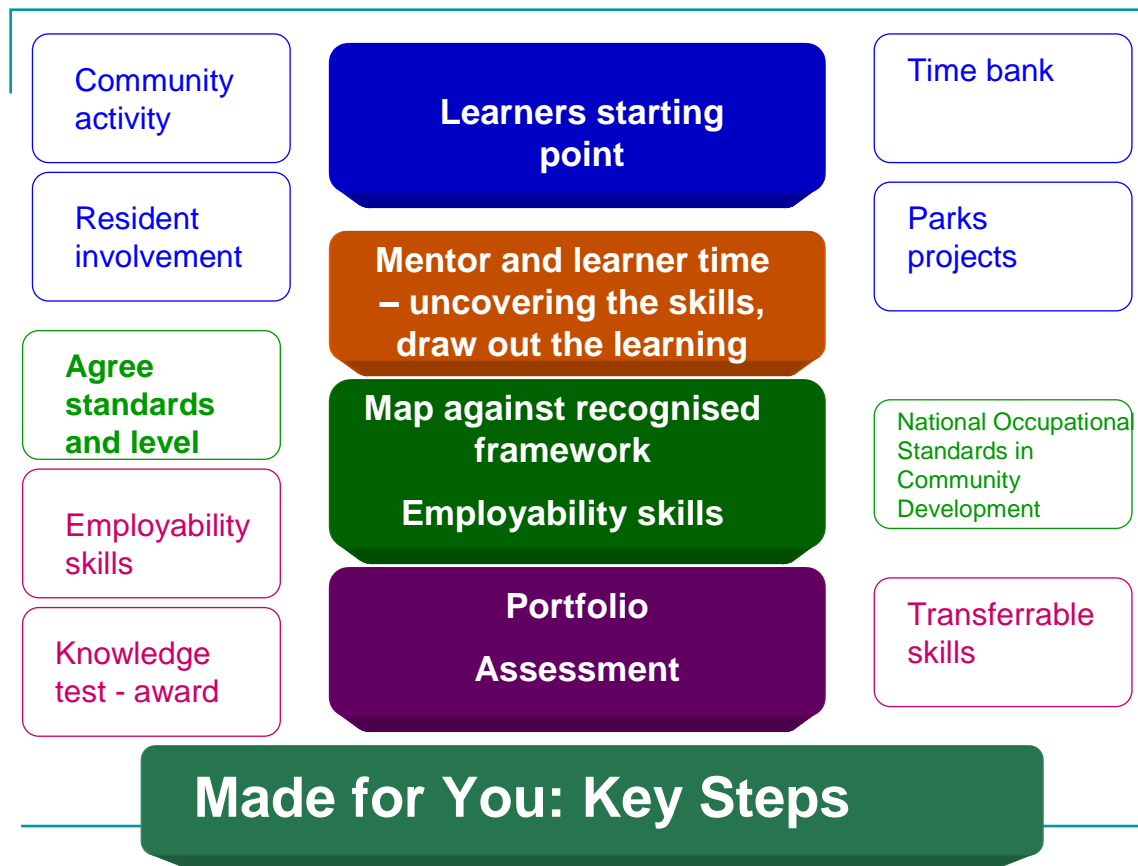 Community
activity
Learners starting
point
Time bank
Resident
involvement
Parks
projects
Mentor and learner time
– uncovering the skills,
draw out the learning
Agree
standards
and level
Map against recognised
framework
Employability skills
National Occupational
Standards in
Community
Development
Employability
skills
Portfolio
Assessment
Transferrable
skills
Knowledge
test - award
Made for You: Key Steps